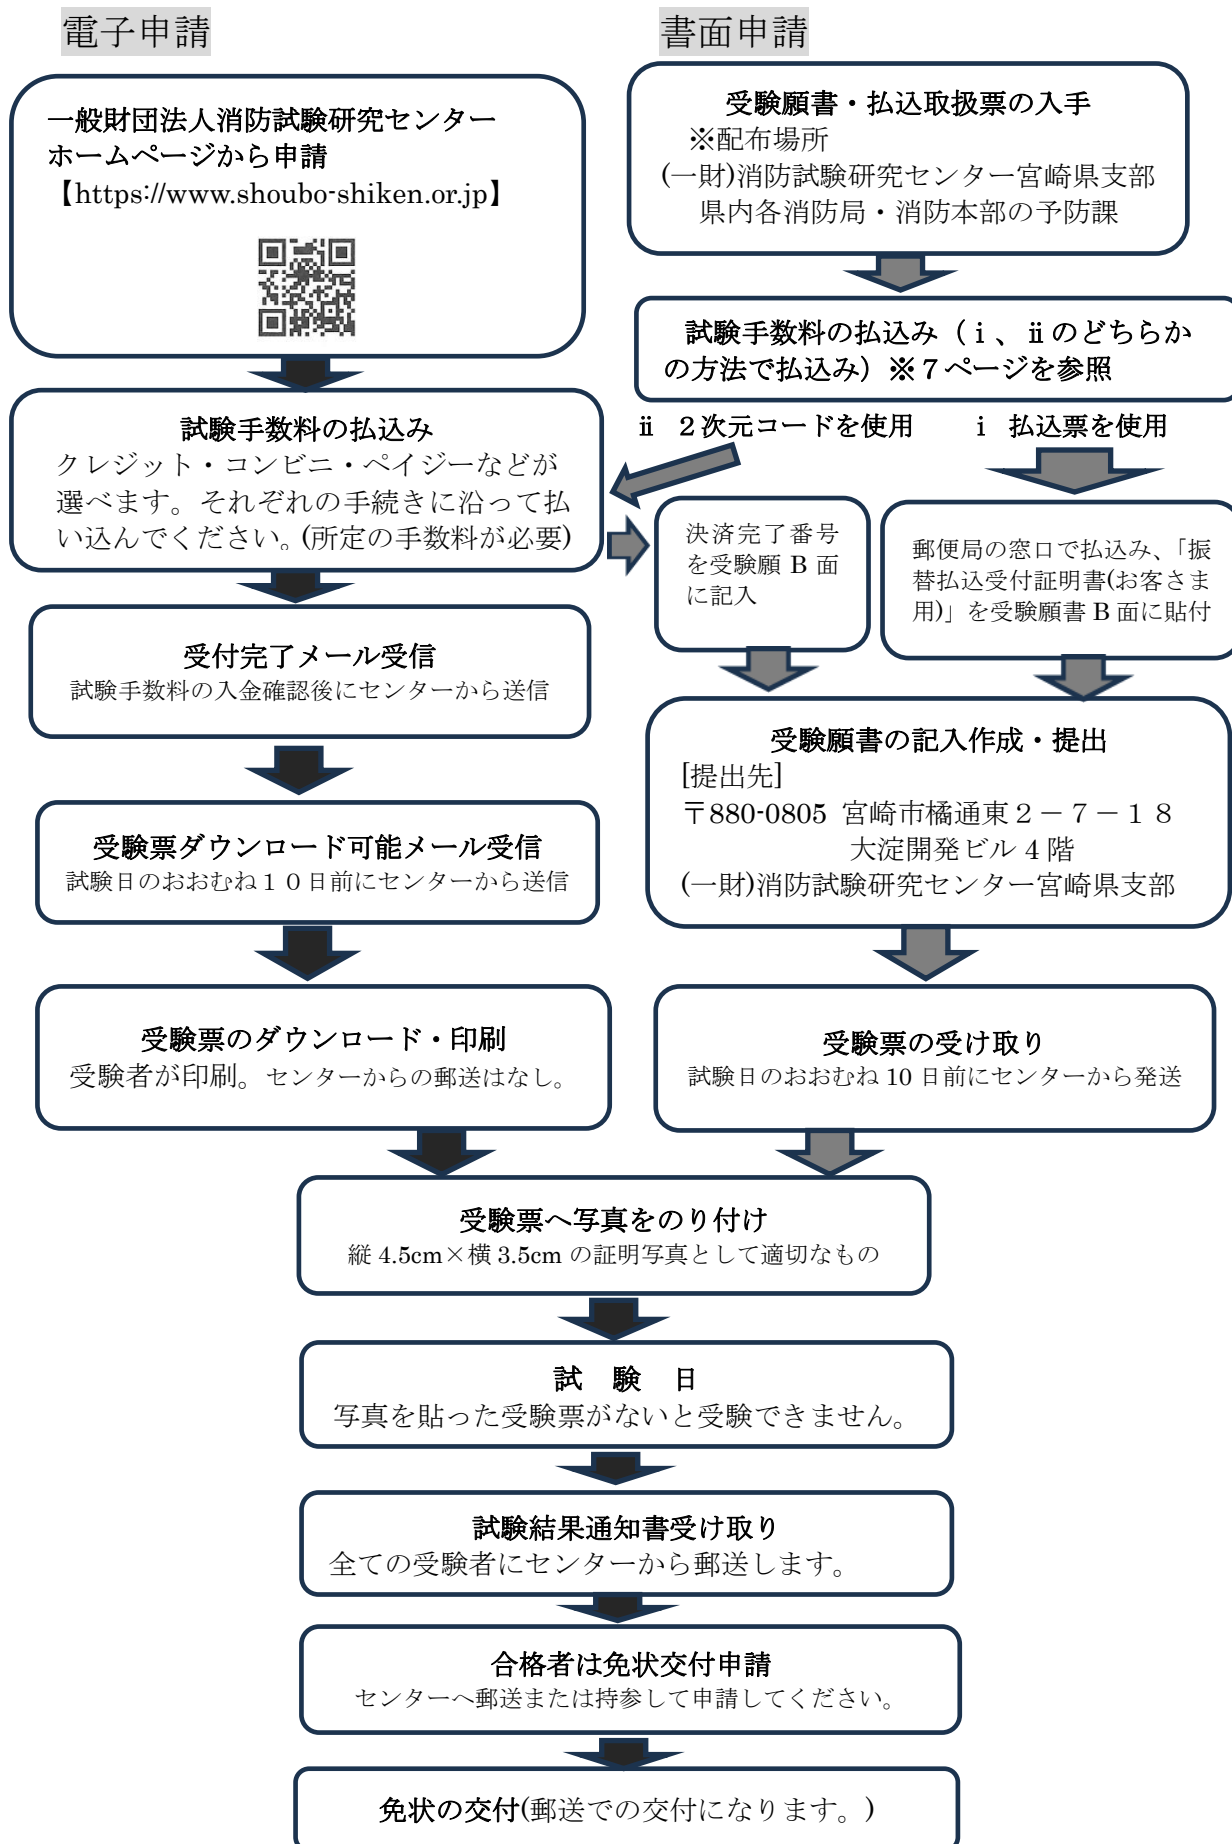 電子申請
一般財団法人消防試験研究センター
ホームページから申請
【https://www.shoubo-shiken.or.jp】
試験手数料の払込み
クレジット・コンビニ・ペイジーなどが
選べます。それぞれの手続きに沿って払
い込んでください。(所定の手数料が必要)
受付完了メール受信
試験手数料の入金確認後にセンターから送信
受験票ダウンロード可能メール受信
試験日のおおむね１０日前にセンターから送信
受験票のダウンロード・印刷
受験者が印刷。センターからの郵送はなし。
書面申請
受験願書・払込取扱票の入手
※配布場所
(一財)消防試験研究センター宮崎県支部
県内各消防局・消防本部の予防課
試験手数料の払込み（ⅰ、ⅱのどちらか
の方法で払込み）※７ページを参照
ⅱ　２次元コードを使用
ⅰ　払込票を使用
決済完了番号
を受験願 B 面
に記入
郵便局の窓口で払込み、「振
替払込受付証明書(お客さま
用)」を受験願書 B 面に貼付
受験願書の記入作成・提出
[提出先]
〒880-0805 宮崎市橘通東２－７－１８
大淀開発ビル 4 階
(一財)消防試験研究センター宮崎県支部
受験票の受け取り
試験日のおおむね 10 日前にセンターから発送
受験票へ写真をのり付け
縦 4.5cm×横 3.5cm の証明写真として適切なもの
試　験　日
写真を貼った受験票がないと受験できません。
試験結果通知書受け取り
全ての受験者にセンターから郵送します。
合格者は免状交付申請
センターへ郵送または持参して申請してください。
免状の交付(郵送での交付になります。)